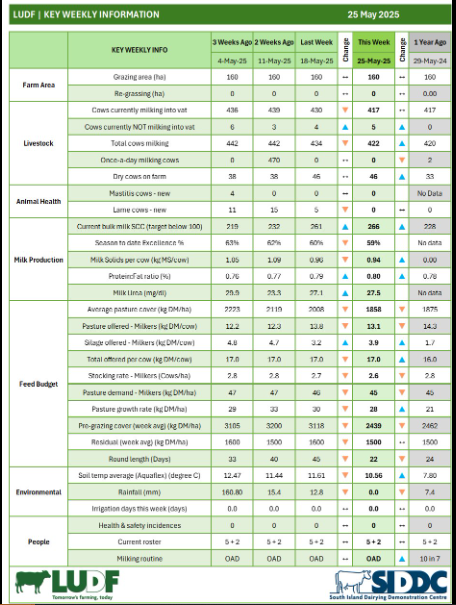 LUDF | KEY WEEKLY INFORMATION 25 May 2025
KEY WEEKLY INFO 3 Weeks Ago 2 Weeks Ago Last Week Change This Week Change 1 Year Ago
4-May-25 11-May-25 18-May-25 25-May-25 29-May-24
Farm Area
Grazing area (ha) 160 160 160 ↔ 160 ↔ 160
Re-grassing (ha) 0 0 0 ↔ 0 ↔ 0.00
Livestock
Cows currently milking into vat 436 439 430 ▼ 417 ↔ 417
Cows currently NOT milking into vat 6 3 4 ▲ 5 ▲ 0
Total cows milking 442 442 434 ▼ 422 ▲ 420
Once-a-day milking cows 0 470 0 ↔ 0 ▼ 2
Dry cows on farm 38 38 46 ↔ 46 ▲ 33
Animal Health
Mastitis cows - new 4 0 0 ↔ 0 No Data
Lame cows - new 11 15 5 ▼ 0 ↔ 0
Milk Production
Current bulk milk SCC (target below 100) 219 232 261 ▲ 266 ▲ 228
Season to date Excellence % 63% 62% 60% ▼ 59% No data
Milk Solids per cow (kg MS/cow) 1.05 1.09 0.96 ▼ 0.94 ▲ 0.00
Protein:Fat ratio (%) 0.76 0.77 0.79 ▲ 0.80 ▲ 0.78
Milk Urea (mg/dl) 29.9 23.3 27.1 ▲ 27.5 No data
Feed Budget
Average pasture cover (kg DM/ha) 2223 2119 2008 ▼ 1858 ▼ 1875
Pasture offered - Milkers (kg DM/cow) 12.2 12.3 13.8 ▼ 13.1 ▼ 14.3
Silage offered - Milkers (kg DM/cow) 4.8 4.7 3.2 ▲ 3.9 ▲ 1.7
Total offered per cow (kg DM/cow) 17.0 17.0 17.0 ▲ 17.0 ▲ 16.0
Stocking rate - Milkers (Cows/ha) 2.8 2.8 2.7 ▼ 2.6 ▼ 2.8
Pasture demand - Milkers (kg DM/ha) 47 47 46 ▼ 45 ▼ 45
Pasture growth rate (kg DM/ha) 29 33 30 ▼ 28 ▲ 21
Pre-grazing cover (week avg) (kg DM/ha) 3105 3200 3118 ▼ 2439 ▼ 2462
Residual (week avg) (kg DM/ha) 1600 1500 1600 ▼ 1500 ↔ 1500
Round length (Days) 33 40 45 ▼ 22 ▼ 24
Environmental
Soil temp average (Aquaflex) (degree C) 12.47 11.44 11.61 ▼ 10.56 ▲ 7.80
Rainfall (mm) 160.80 15.4 12.8 ▼ 0.0 ▼ 7.4
Irrigation days this week (days) 0.0 0.0 0.0 ↔ 0.0 ↔ 0.0
People
Health & safety incidences 0 0 0 ↔ 0 ↔ 0
Current roster 5 + 2 5 + 2 5 + 2 ↔ 5 + 2 ↔ 5 + 2
Milking routine OAD OAD OAD ↔ OAD ▲ 10 in 7
LUDF
Tomorrow's farming, today
SIDDC
South Island Dairying Demonstration Centre